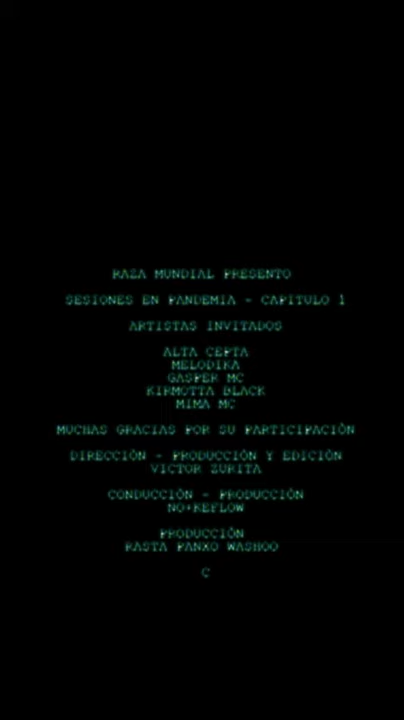 RAZA MUNDIAL PRESENTO
SESIONES EN PANDEMIA - CAPITULO 1
ARTISTAS INVITADOS
ALTA CEPTA
MELODIKA
GASPER MC
KIRMOTTA BLACK
MIMA MC
MUCHAS GRACIAS POR SU PARTICIPACIÓN
DIRECCIÓN - PRODUCCIÓN Y EDICIÓN
VICTOR ZURITA
CONDUCCIÓN - PRODUCCIÓN
NO+KEFLOW
PRODUCCIÓN
RASTA PANXO WASHOO
C